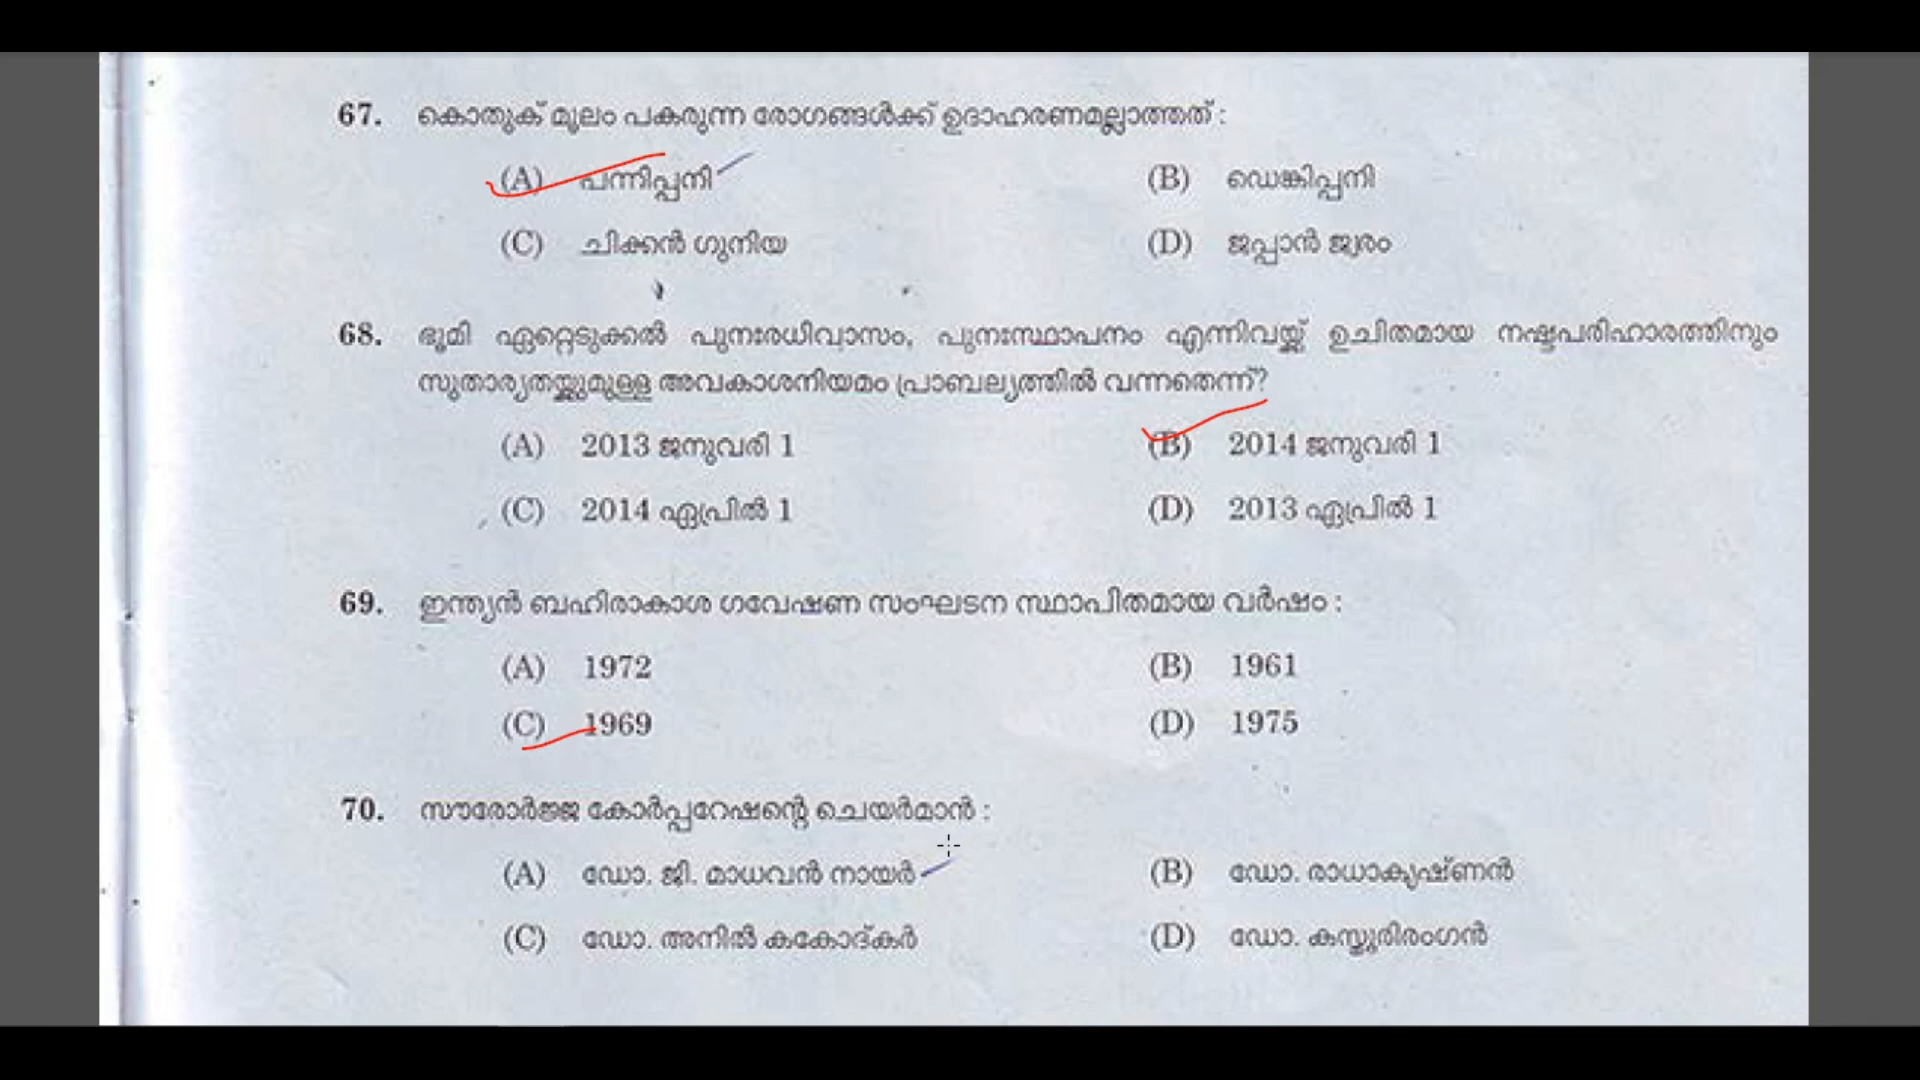 67. കൊതുക് മൂലം പകരുന്ന രോഗങ്ങൾക്ക് ഉദാഹരണമല്ലാത്തത് :
(A) പന്നിപ്പനി (B) ഡെങ്കിപ്പനി
(C) ചിക്കൻ ഗുനിയ (D) ജപ്പാൻ ജ്വരം
68. ഭൂമി ഏറ്റെടുക്കൽ പുനഃരധിവാസം, പുനഃസ്ഥാപനം എന്നിവയ്ക്ക് ഉചിതമായ നഷ്ടപരിഹാരത്തിനും
സുതാര്യതയ്ക്കുമുള്ള അവകാശനിയമം പ്രാബല്യത്തിൽ വന്നതെന്ന്?
(A) 2013 ജനുവരി 1 (B) 2014 ജനുവരി 1
(C) 2014 ഏപ്രിൽ 1 (D) 2013 ഏപ്രിൽ 1
69. ഇന്ത്യൻ ബഹിരാകാശ ഗവേഷണ സംഘടന സ്ഥാപിതമായ വർഷം :
(A) 1972 (B) 1961
(C) 1969 (D) 1975
70. സൗരോർജ്ജ കോർപ്പറേഷന്റെ ചെയർമാൻ :
(A) ഡോ. ജി. മാധവൻ നായർ (B) ഡോ. രാധാകൃഷ്ണൻ
(C) ഡോ. അനിൽ കകോദ്കർ (D) ഡോ. കസ്തൂരിരംഗൻ